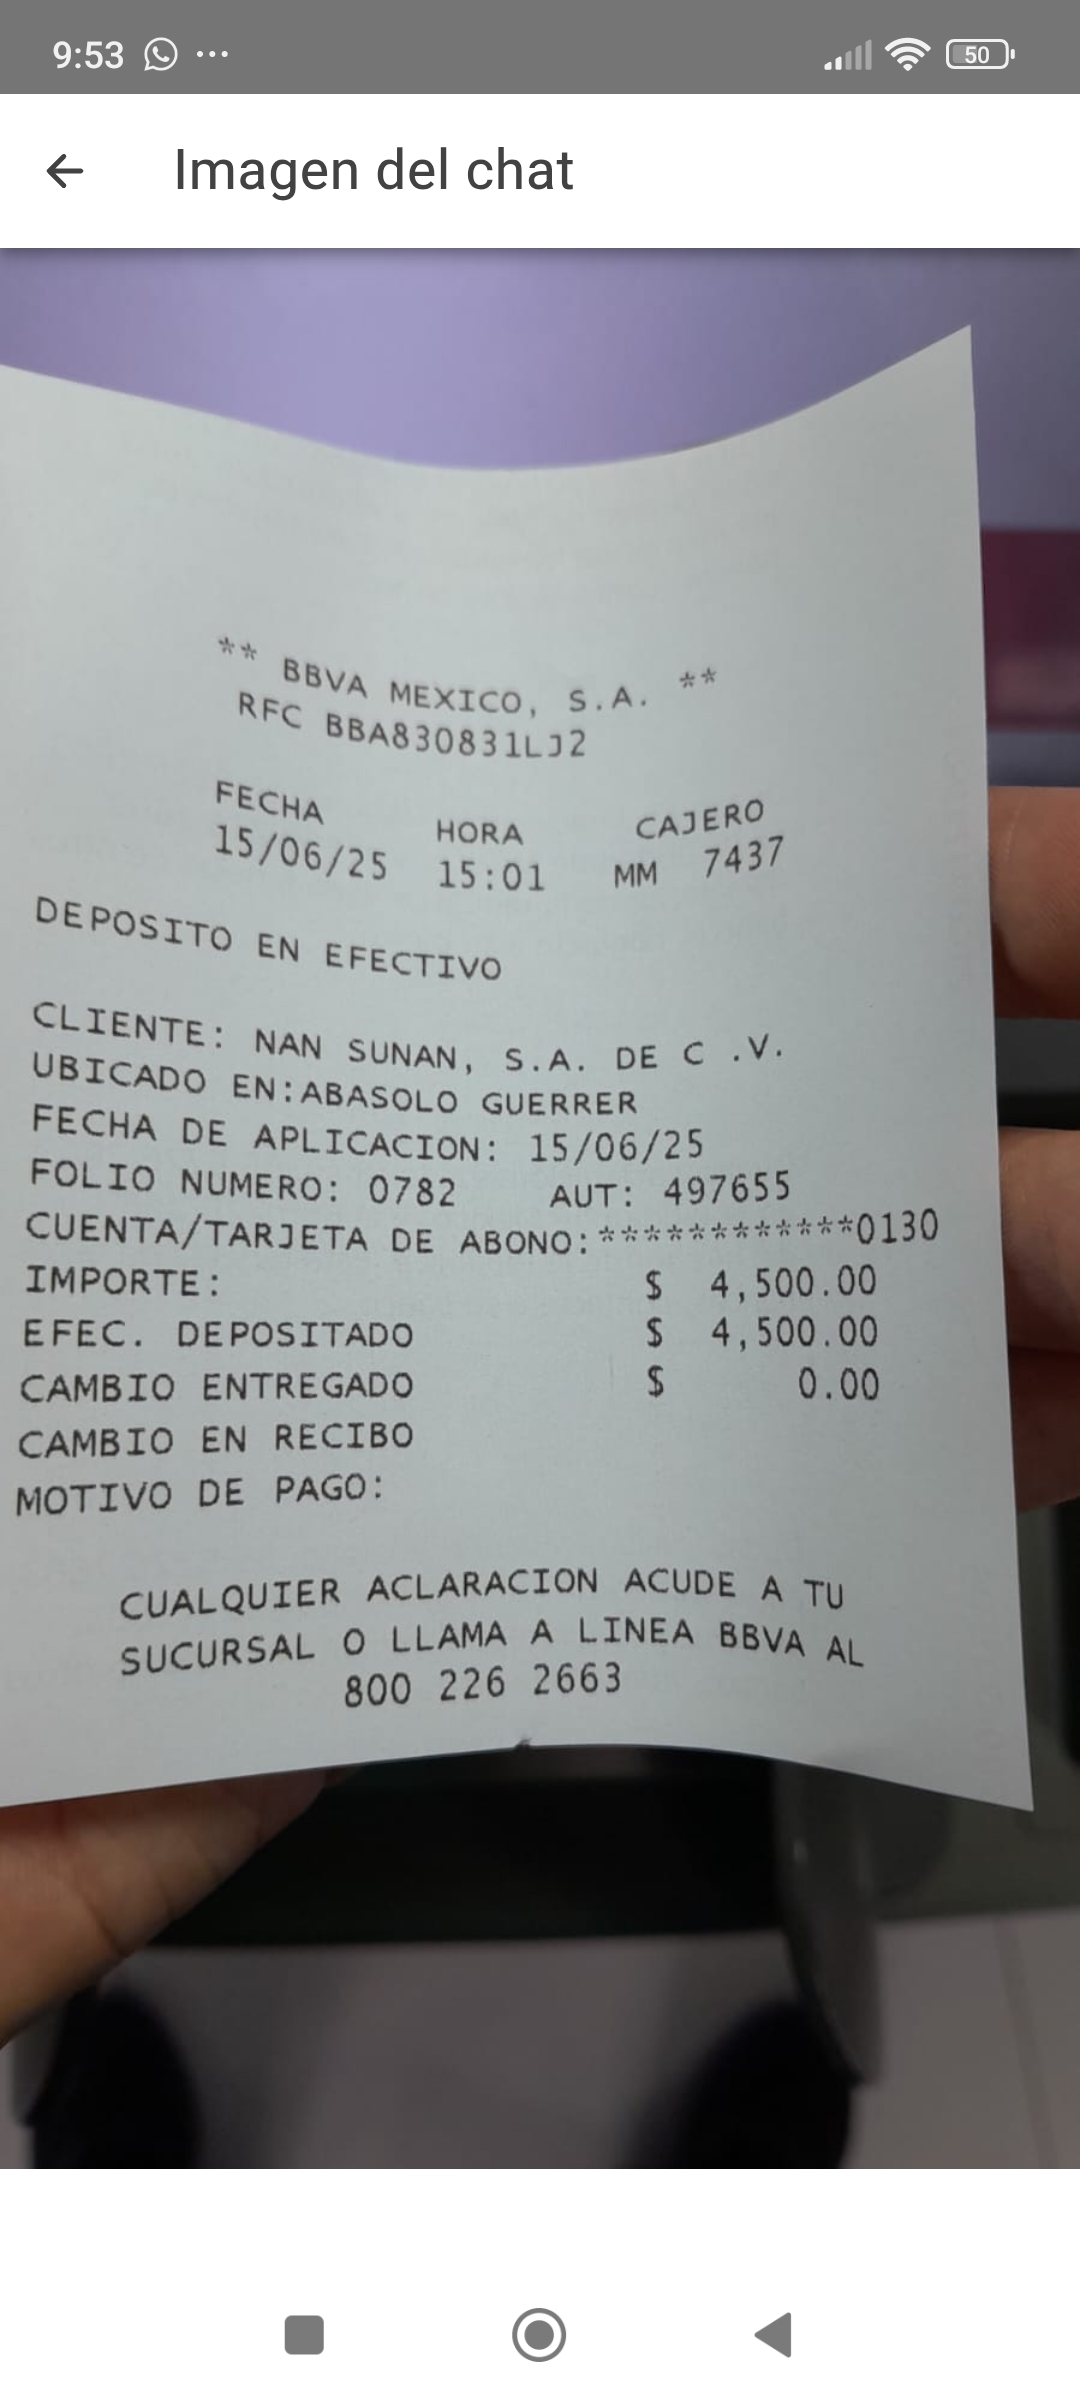 9:53 ... 50
Imagen del chat
** BBVA MEXICO, S.A. **
RFC BBA830831LJ2
FECHA HORA CAJERO
15/06/25 15:01 MM 7437
DEPOSITO EN EFECTIVO
CLIENTE: NAN SUNAN, S.A. DE C .V.
UBICADO EN:ABASOLO GUERRER
FECHA DE APLICACION: 15/06/25
FOLIO NUMERO: 0782 AUT: 497655
CUENTA/TARJETA DE ABONO:************0130
IMPORTE: $ 4,500.00
EFEC. DEPOSITADO $ 4,500.00
CAMBIO ENTREGADO $ 0.00
CAMBIO EN RECIBO
MOTIVO DE PAGO:
CUALQUIER ACLARACION ACUDE A TU
SUCURSAL O LLAMA A LINEA BBVA AL
800 226 2663